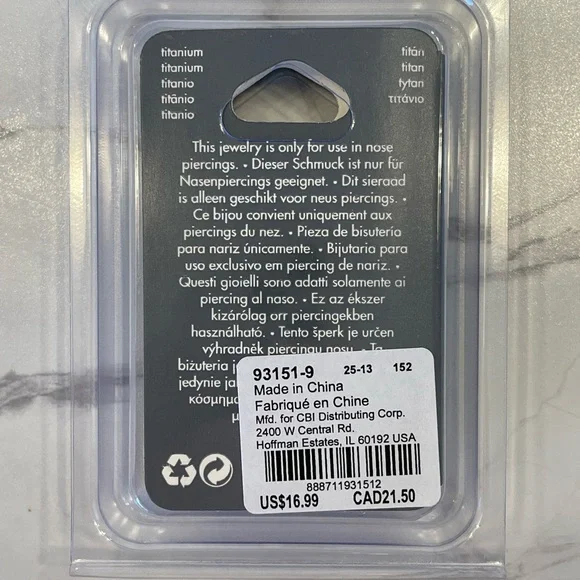 titanium
titanium
titanio
titânio
titanio
titán
titan
tytan
τιτάνιο
This jewelry is only for use in nose
piercings. • Dieser Schmuck ist nur für
Nasenpiercings geeignet. • Dit sieraad
is alleen geschikt voor neus piercings. •
Ce bijou convient uniquement aux
piercings du nez. • Pieza de bisutería
para nariz únicamente. • Bijutaria para
uso exclusivo em piercing de nariz. •
Questi gioielli sono adatti solamente ai
piercing al naso. • Ez az ékszer
kizárólag orr piercingekben
használható. • Tento šperk je určen
výhradněk piercingu nosu. • Ta
biżuteria
jedynie
κόσμημα
93151-9 25-13 152
Made in China
Fabriqué en Chine
Mfd. for CBI Distributing Corp.
2400 W Central Rd.
Hoffman Estates, IL 60192 USA
888711931512
US$16.99 CAD21.50